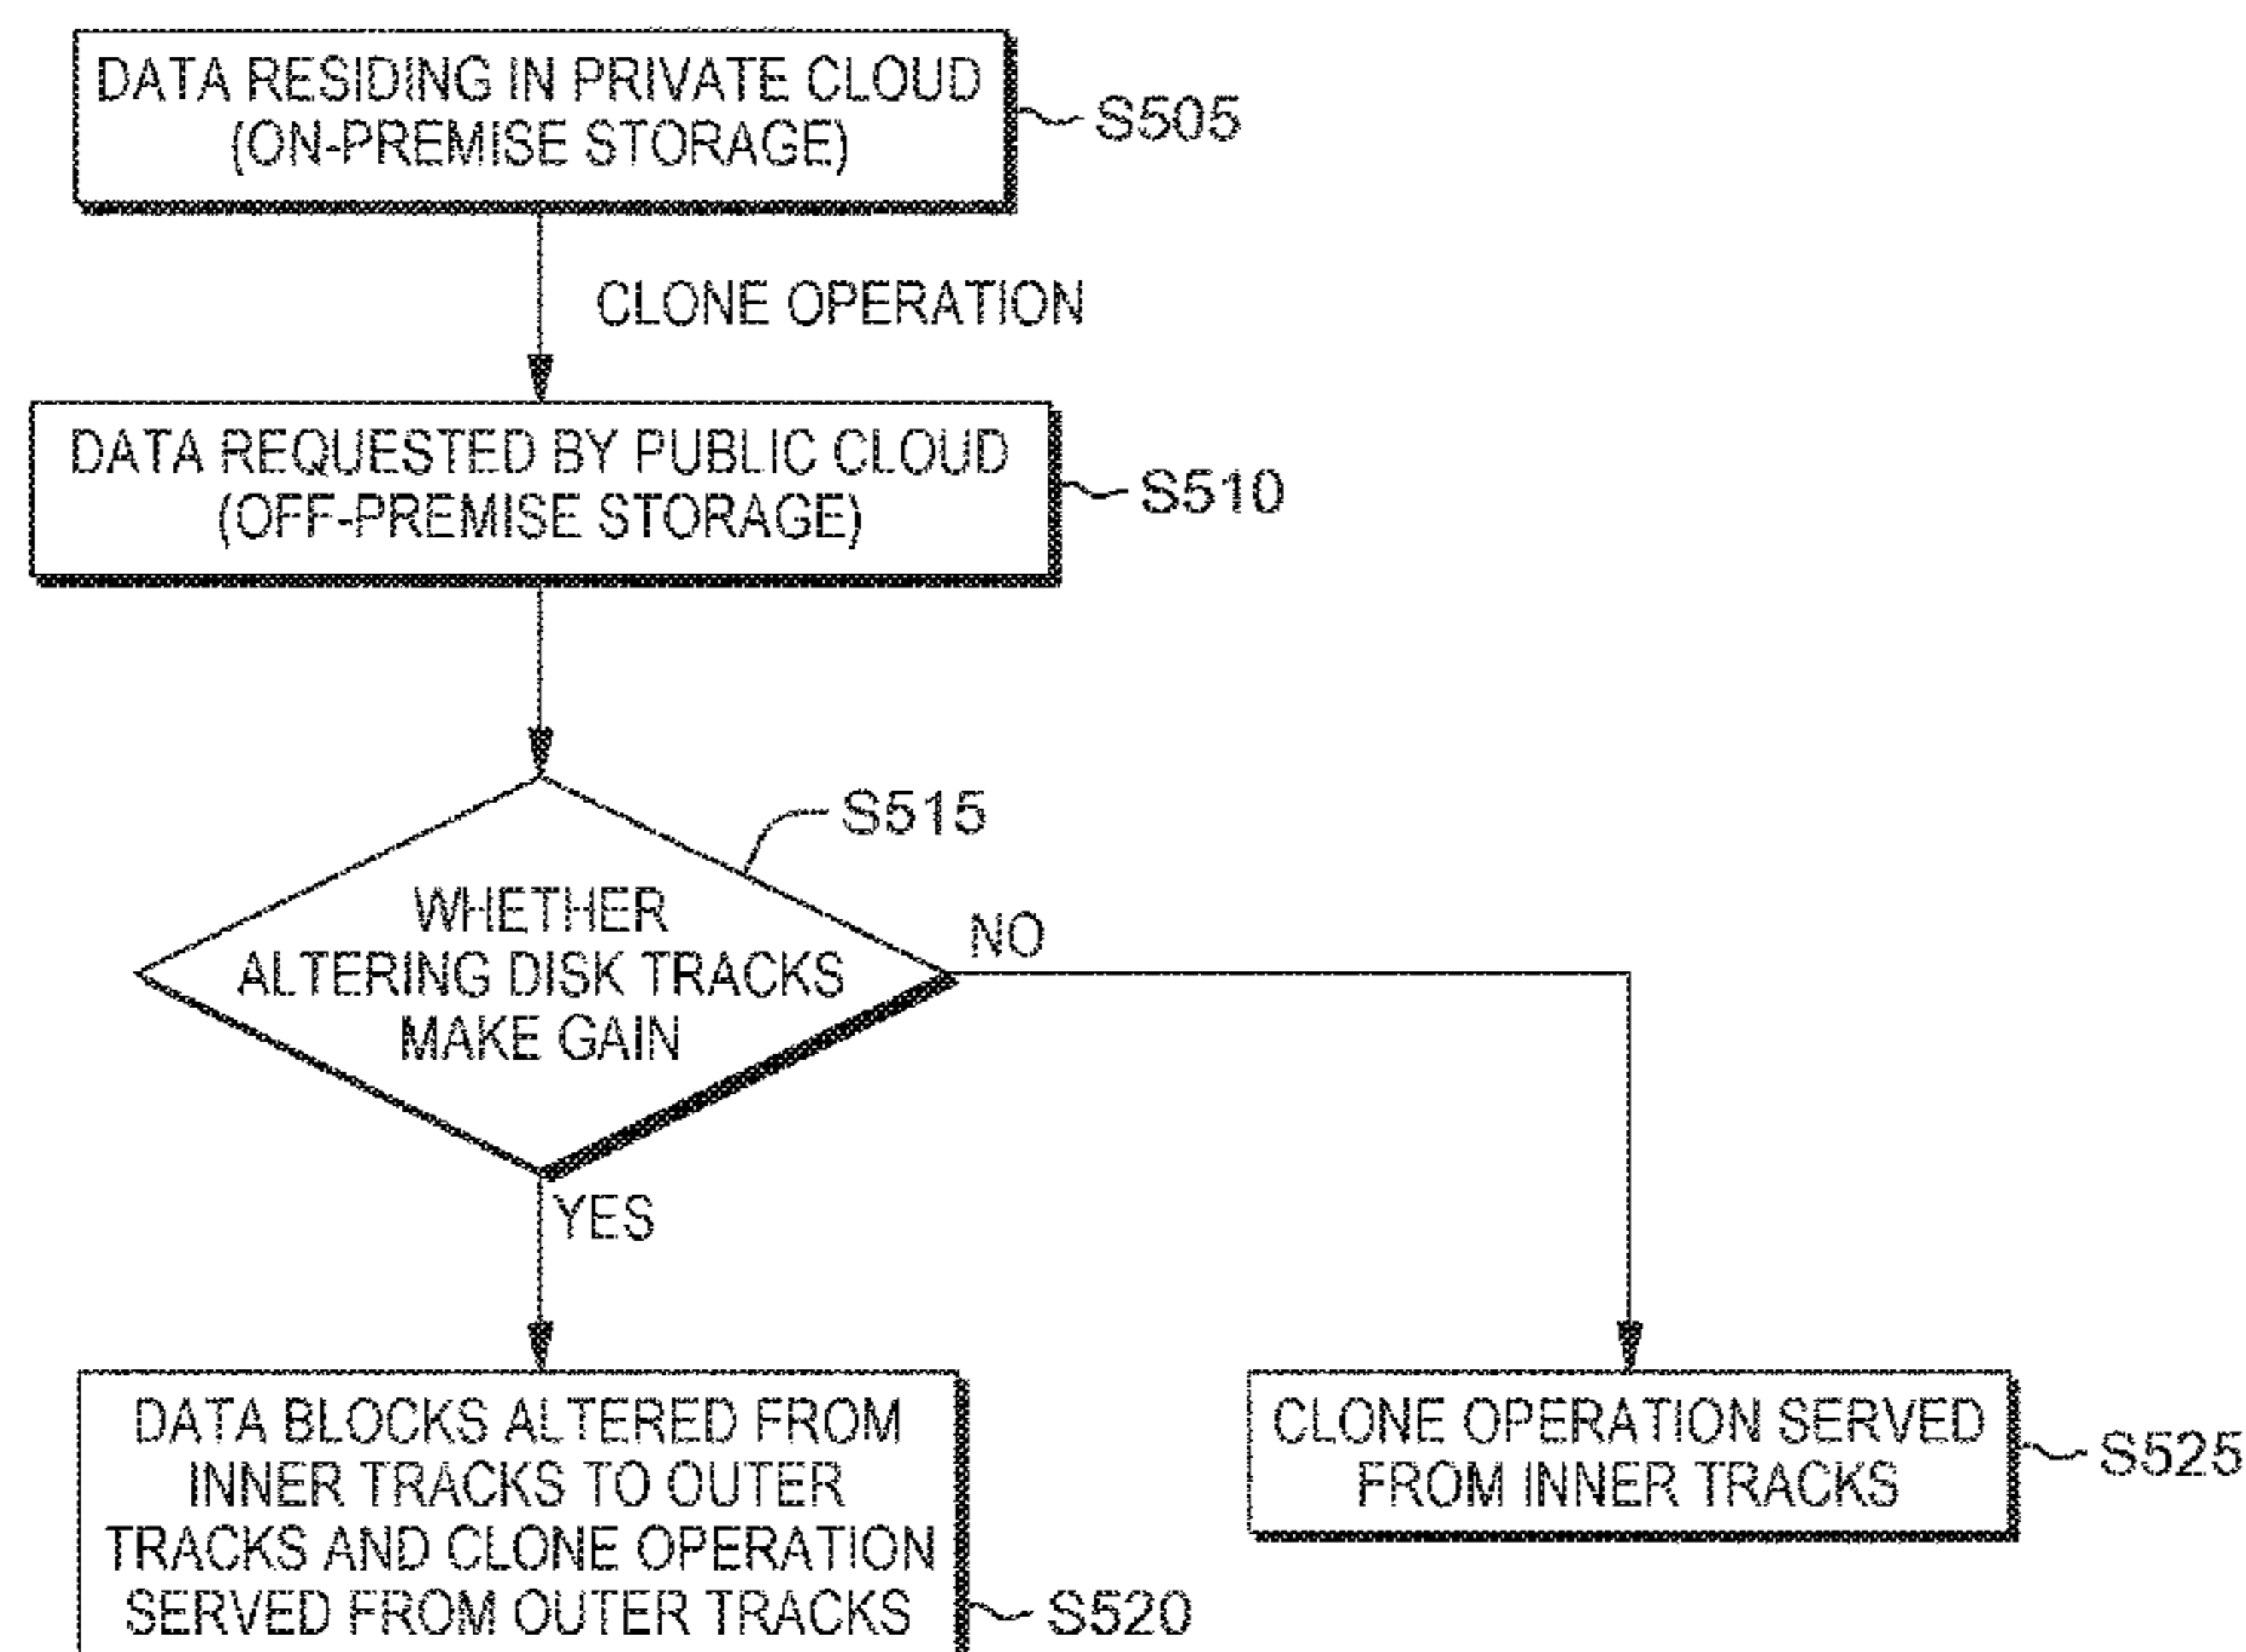 DATA RESIDING IN PRIVATE CLOUD
(ON-PREMISE STORAGE)
S505
CLONE OPERATION
DATA REQUESTED BY PUBLIC CLOUD
(OFF-PREMISE STORAGE)
S510
S515
WHETHER
ALTERING DISK TRACKS
MAKE GAIN
NO
YES
DATA BLOCKS ALTERED FROM
INNER TRACKS TO OUTER
TRACKS AND CLONE OPERATION
SERVED FROM OUTER TRACKS
S520
CLONE OPERATION SERVED
FROM INNER TRACKS
S525